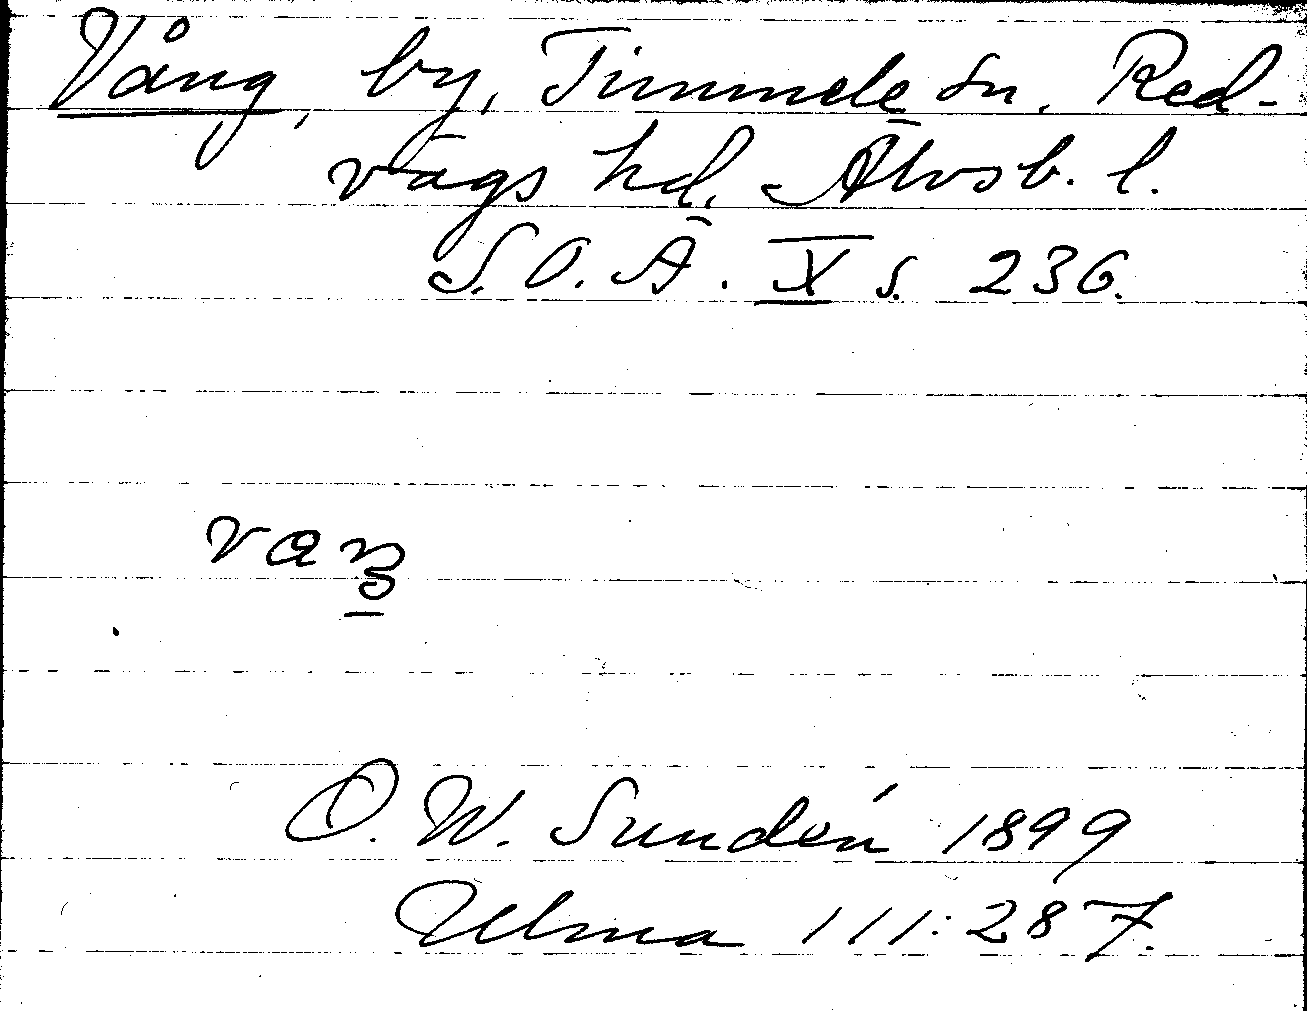 Vång, by, Timmele sn. Red-
vägs hd. Älvsb. l.
S.O.Ä. X s. 236.
vaŋ
O. W. Sundén 1899
Ulma 111:287.